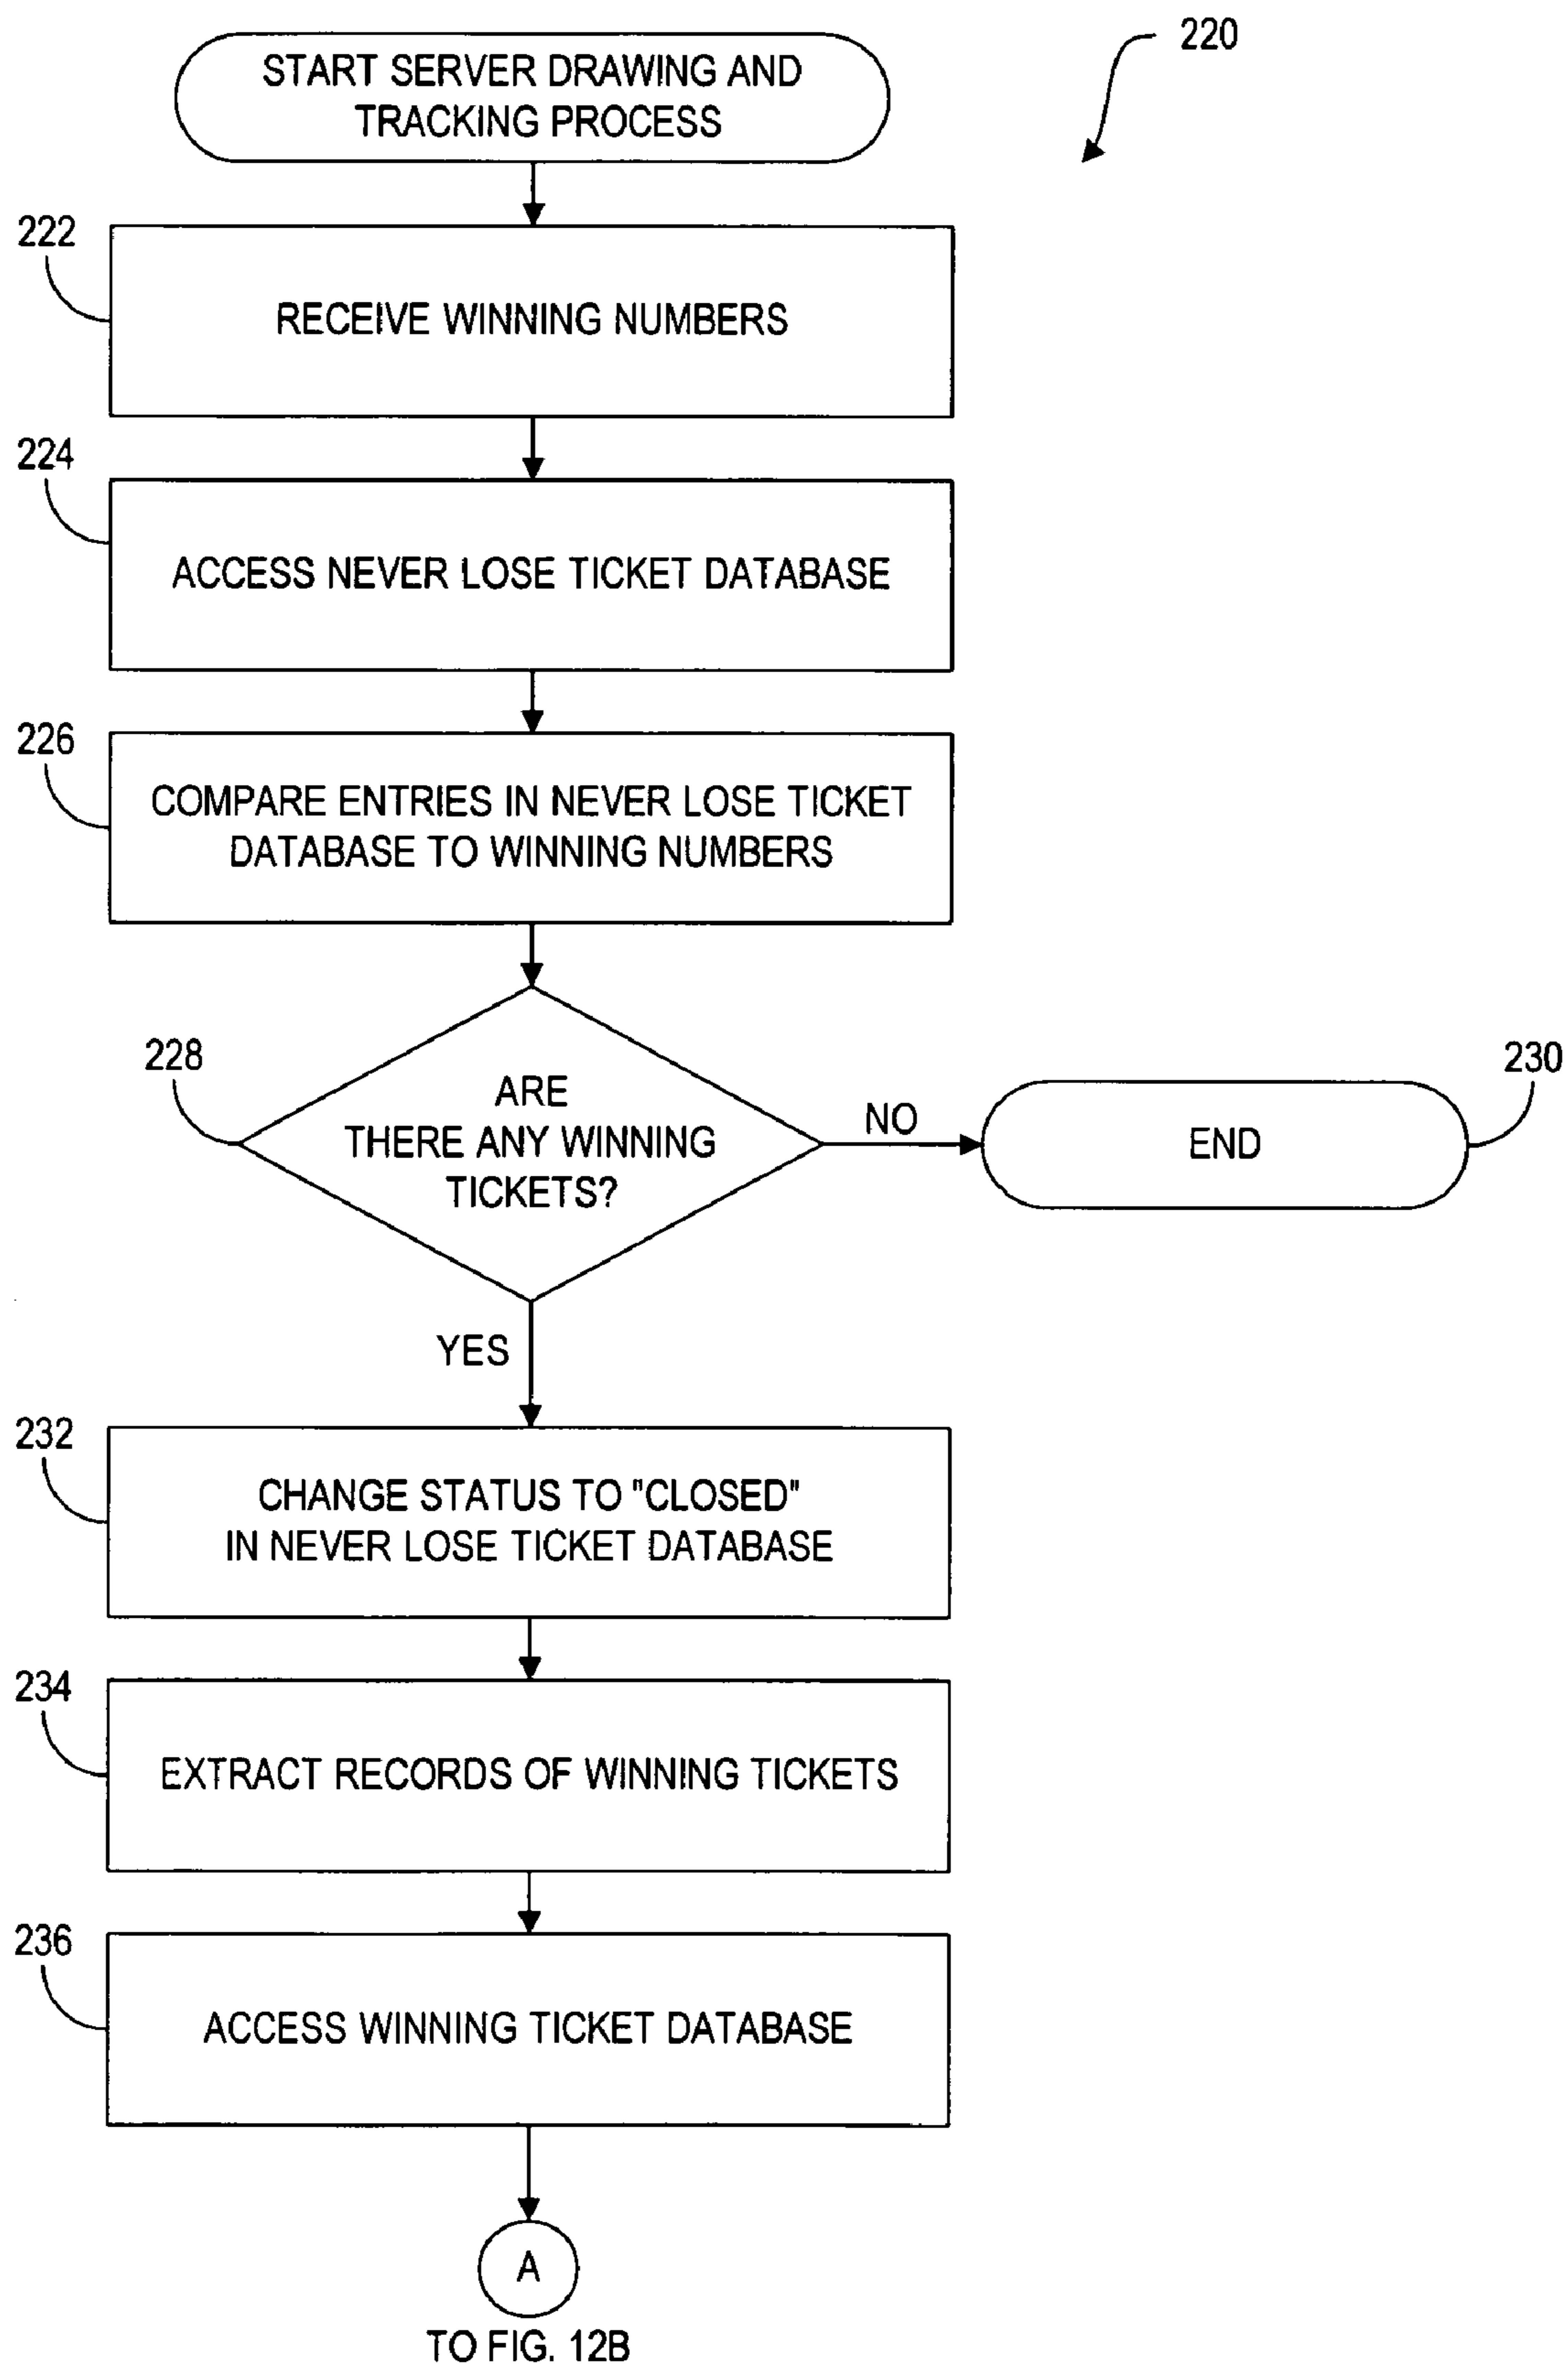 220
START SERVER DRAWING AND
TRACKING PROCESS
222
RECEIVE WINNING NUMBERS
224
ACCESS NEVER LOSE TICKET DATABASE
226
COMPARE ENTRIES IN NEVER LOSE TICKET
DATABASE TO WINNING NUMBERS
228
ARE
THERE ANY WINNING
TICKETS?
NO
230
END
YES
232
CHANGE STATUS TO "CLOSED"
IN NEVER LOSE TICKET DATABASE
234
EXTRACT RECORDS OF WINNING TICKETS
236
ACCESS WINNING TICKET DATABASE
A
TO FIG. 12B